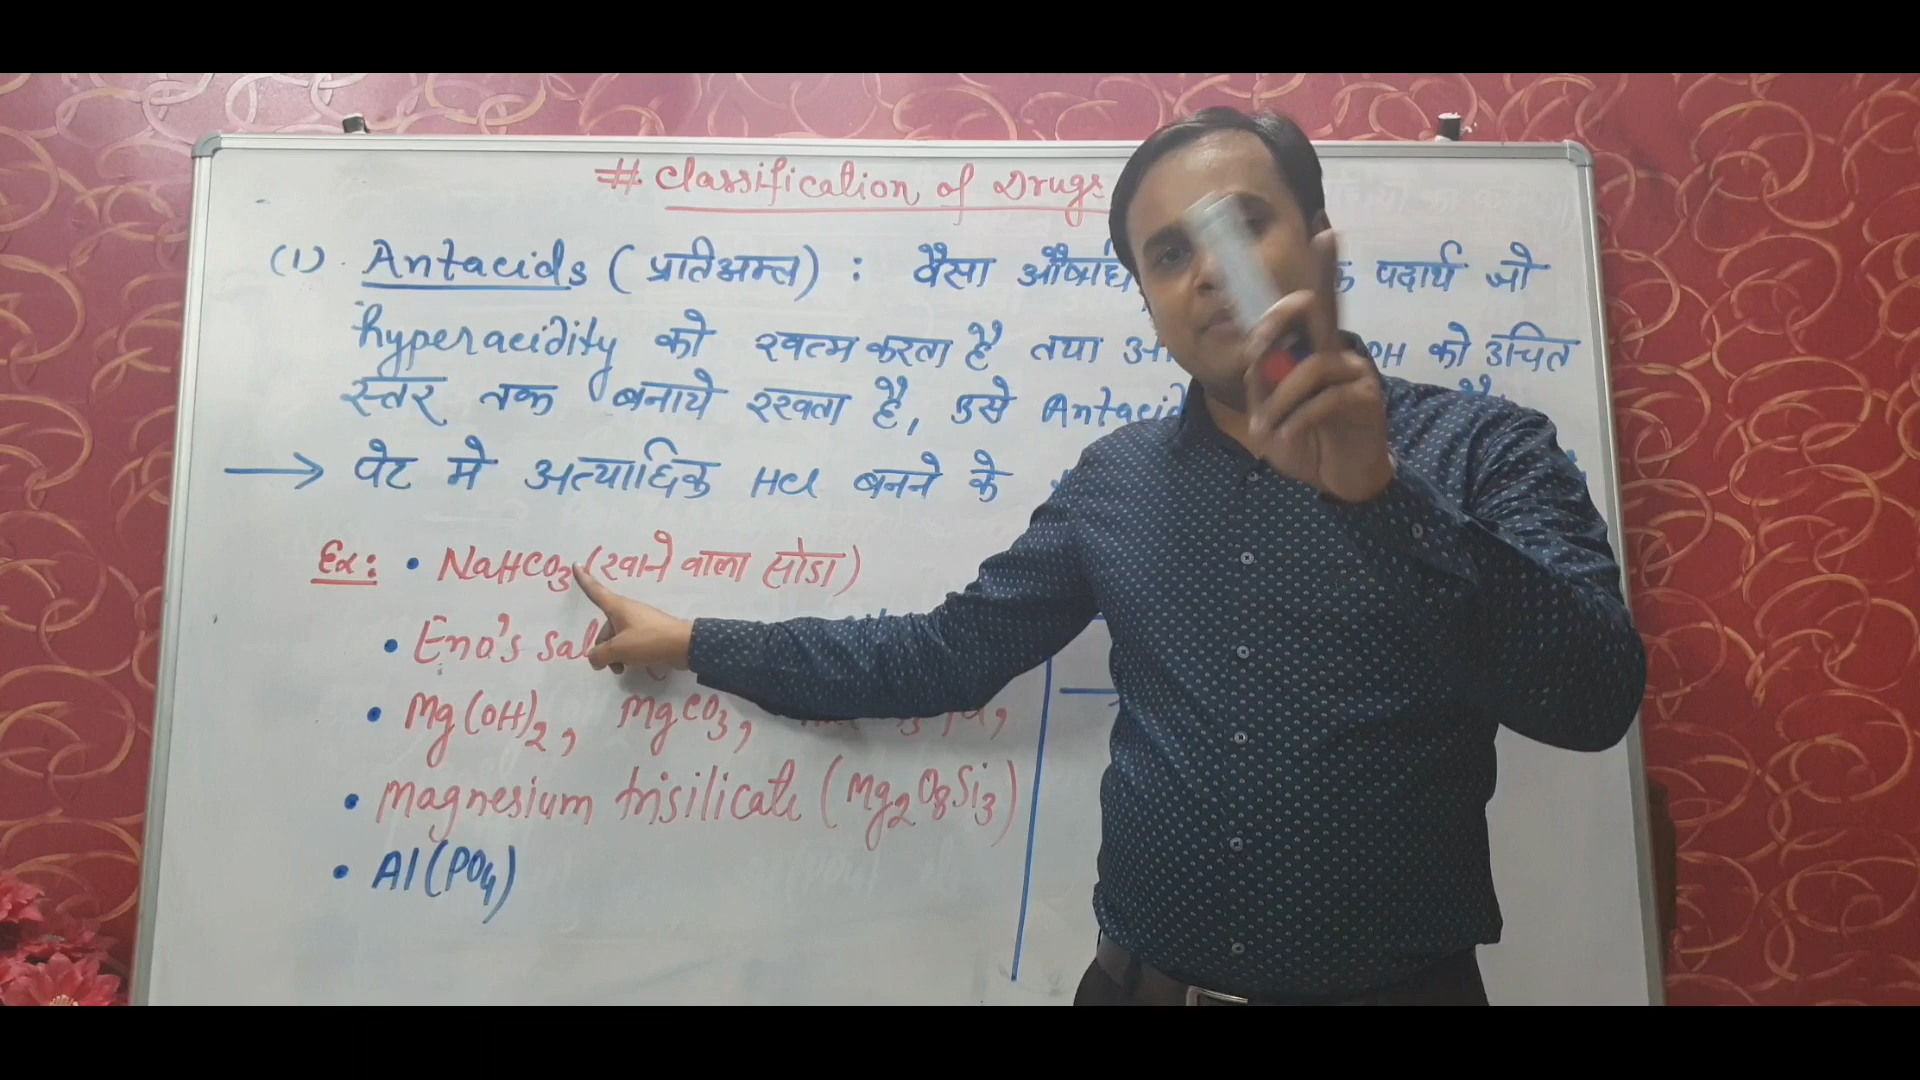 # Classification of Drugs
(1). Antacids (प्रतिअम्ल) : वैसा पदार्थ जो
hyperacidity को खत्म करता है तथा PH को उचित
स्तर तक बनाये रखता है, उसे Antacid
→ पेट मे अत्याधिक HCl बनने के
Ex: • NaHCO3 (खाने वाला सोडा)
• Eno's
• Mg(OH)2, MgCO3,
• Magnesium trisilicate (Mg2O8Si3)
• Al(PO4)